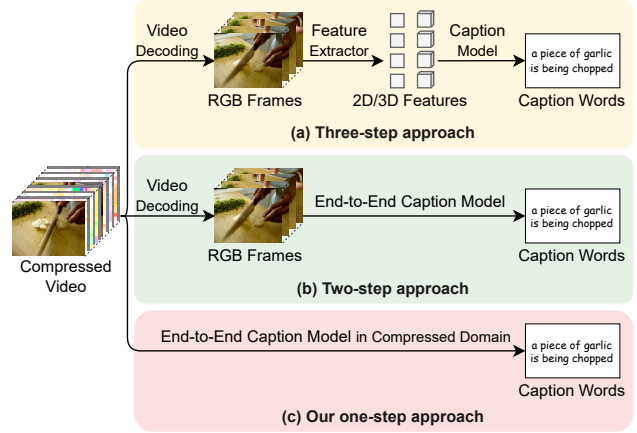 Video
Decoding
Feature
Extractor
Caption
Model
a piece of garlic
is being chopped
RGB Frames
2D/3D Features
Caption Words
(a) Three-step approach
Compressed
Video
Video
Decoding
End-to-End Caption Model
a piece of garlic
is being chopped
RGB Frames
Caption Words
(b) Two-step approach
End-to-End Caption Model in Compressed Domain
a piece of garlic
is being chopped
Caption Words
(c) Our one-step approach